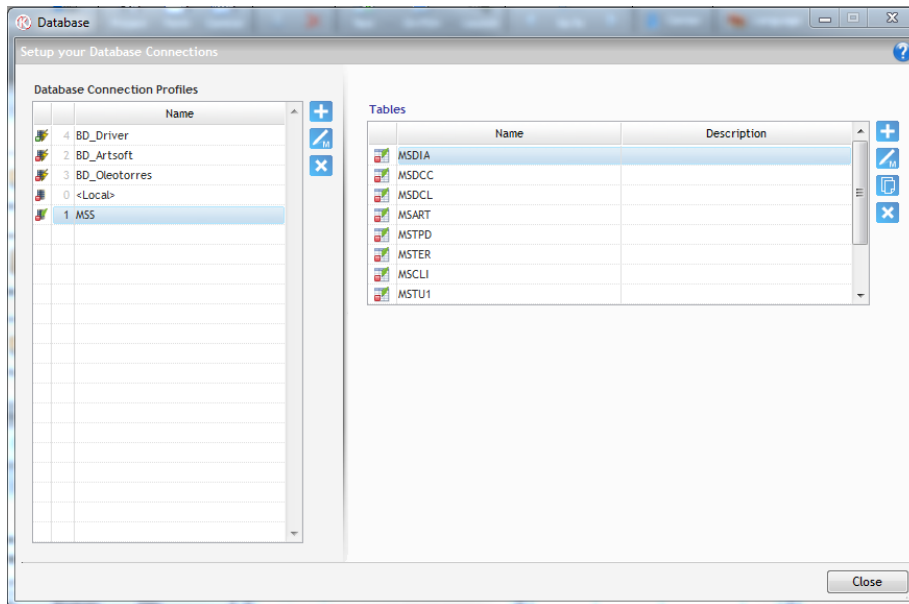 Database
Setup your Database Connections
?
Database Connection Profiles
Name
4 BD_Driver
2 BD_Artsoft
3 BD_Oleotorres
0 <Local>
1 MSS
M
Tables
Name Description
MSDIA
MSDCC
MSDCL
MSART
MSTPD
MSTER
MSCLI
MSTU1
M
Close